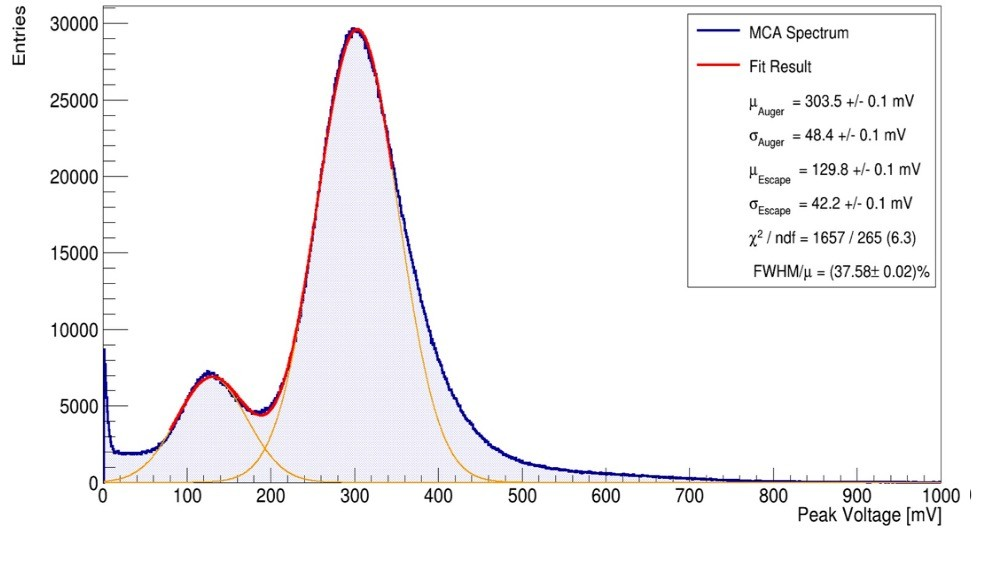 Entries
30000
25000
20000
15000
10000
5000
0
0 100 200 300 400 500 600 700 800 900 1000
Peak Voltage [mV]
MCA Spectrum
Fit Result
μAuger = 303.5 +/- 0.1 mV
σAuger = 48.4 +/- 0.1 mV
μEscape = 129.8 +/- 0.1 mV
σEscape = 42.2 +/- 0.1 mV
χ² / ndf = 1657 / 265 (6.3)
FWHM/μ = (37.58± 0.02)%